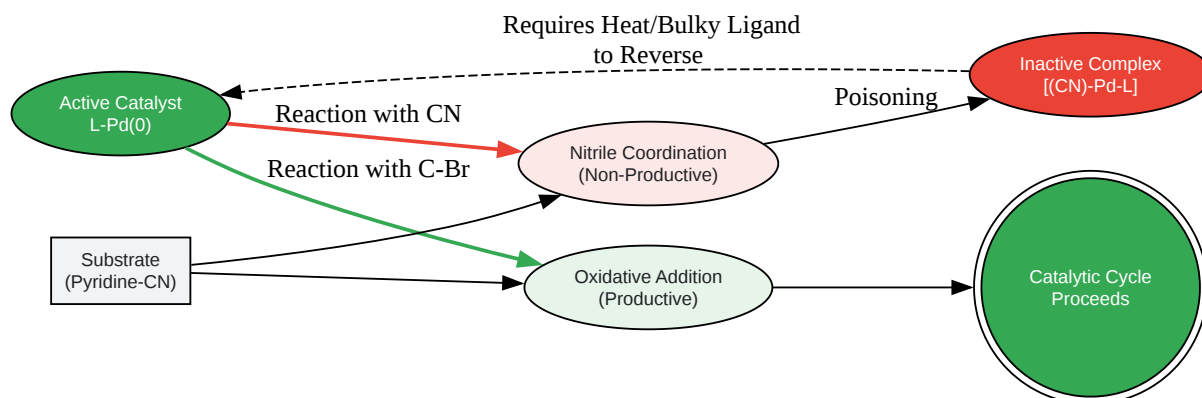 Requires Heat/Bulky Ligand
to Reverse
Inactive Complex
[(CN)-Pd-L]
Active Catalyst
L-Pd(0)
Reaction with CN
Poisoning
Nitrile Coordination
(Non-Productive)
Reaction with C-Br
Substrate
(Pyridine-CN)
Oxidative Addition
(Productive)
Catalytic Cycle
Proceeds